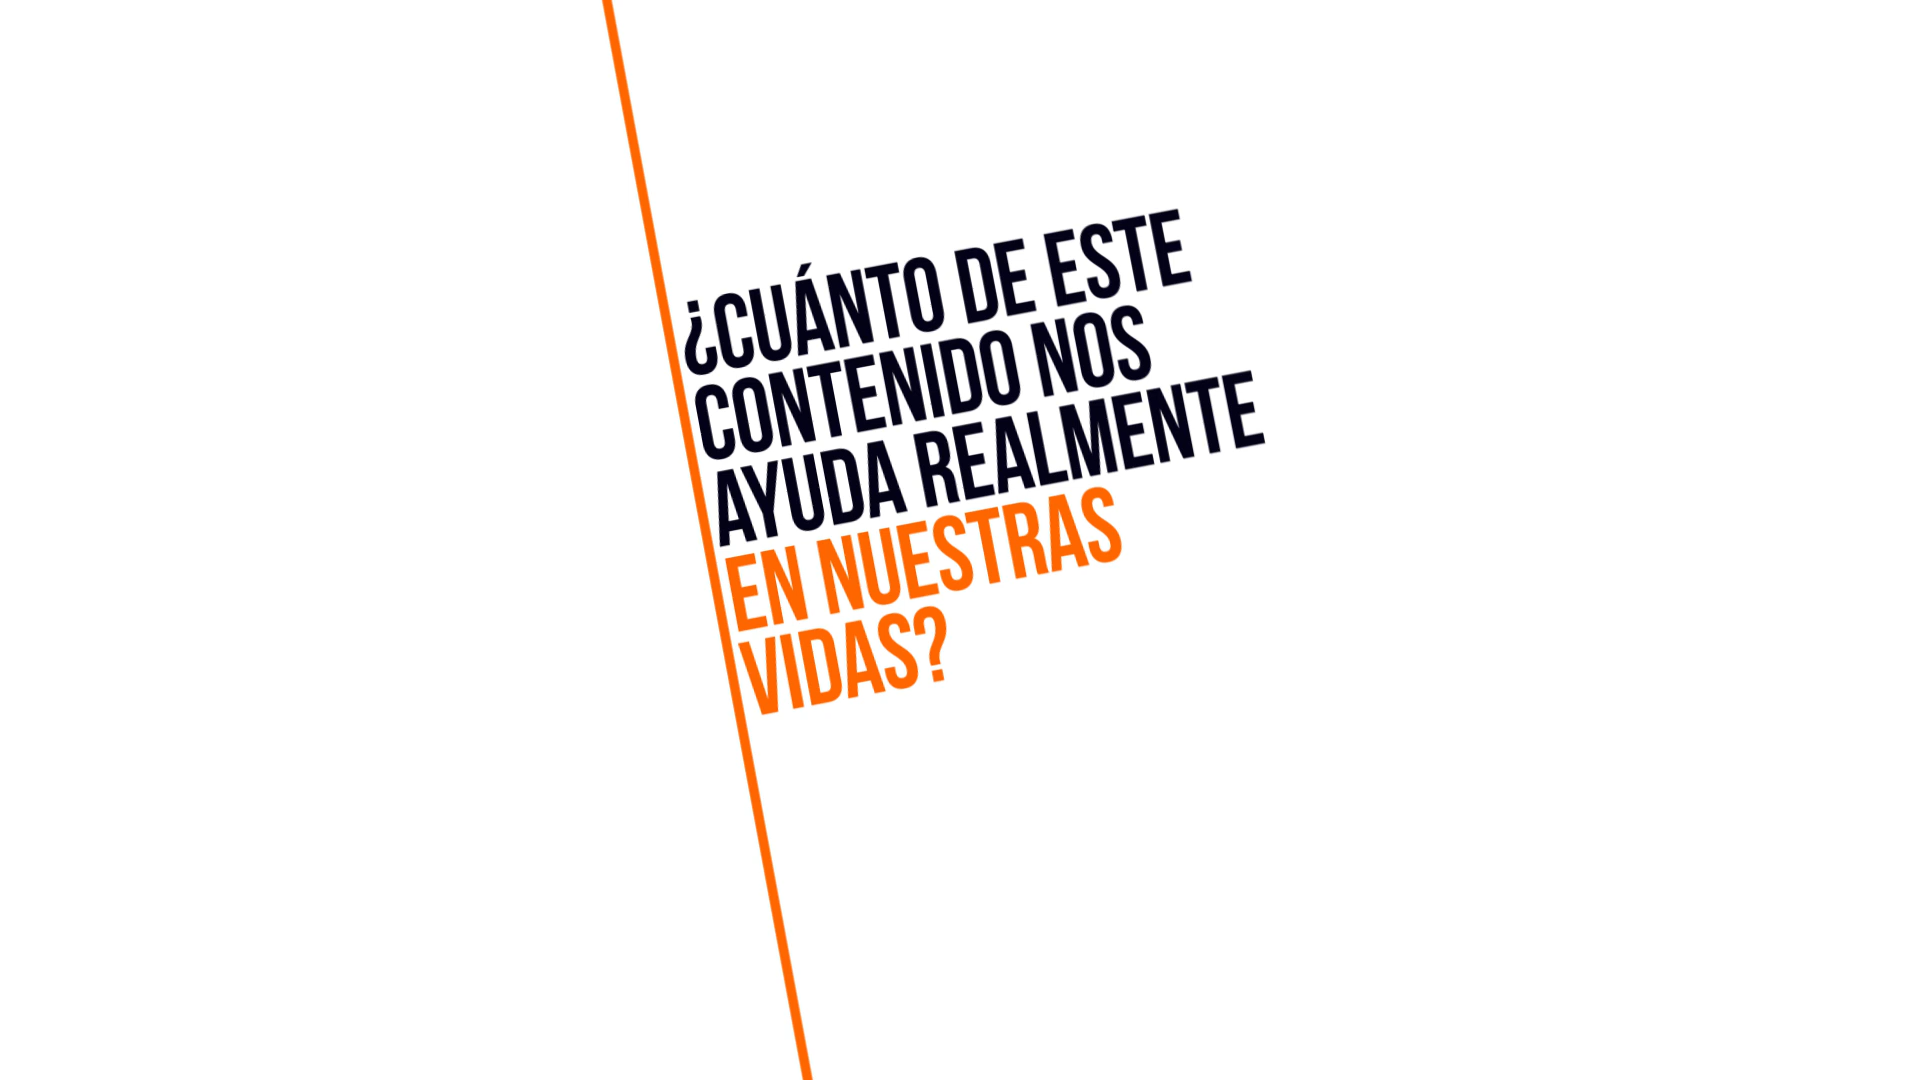 ¿CUÁNTO DE ESTE
CONTENIDO NOS
AYUDA REALMENTE
EN NUESTRAS
VIDAS?